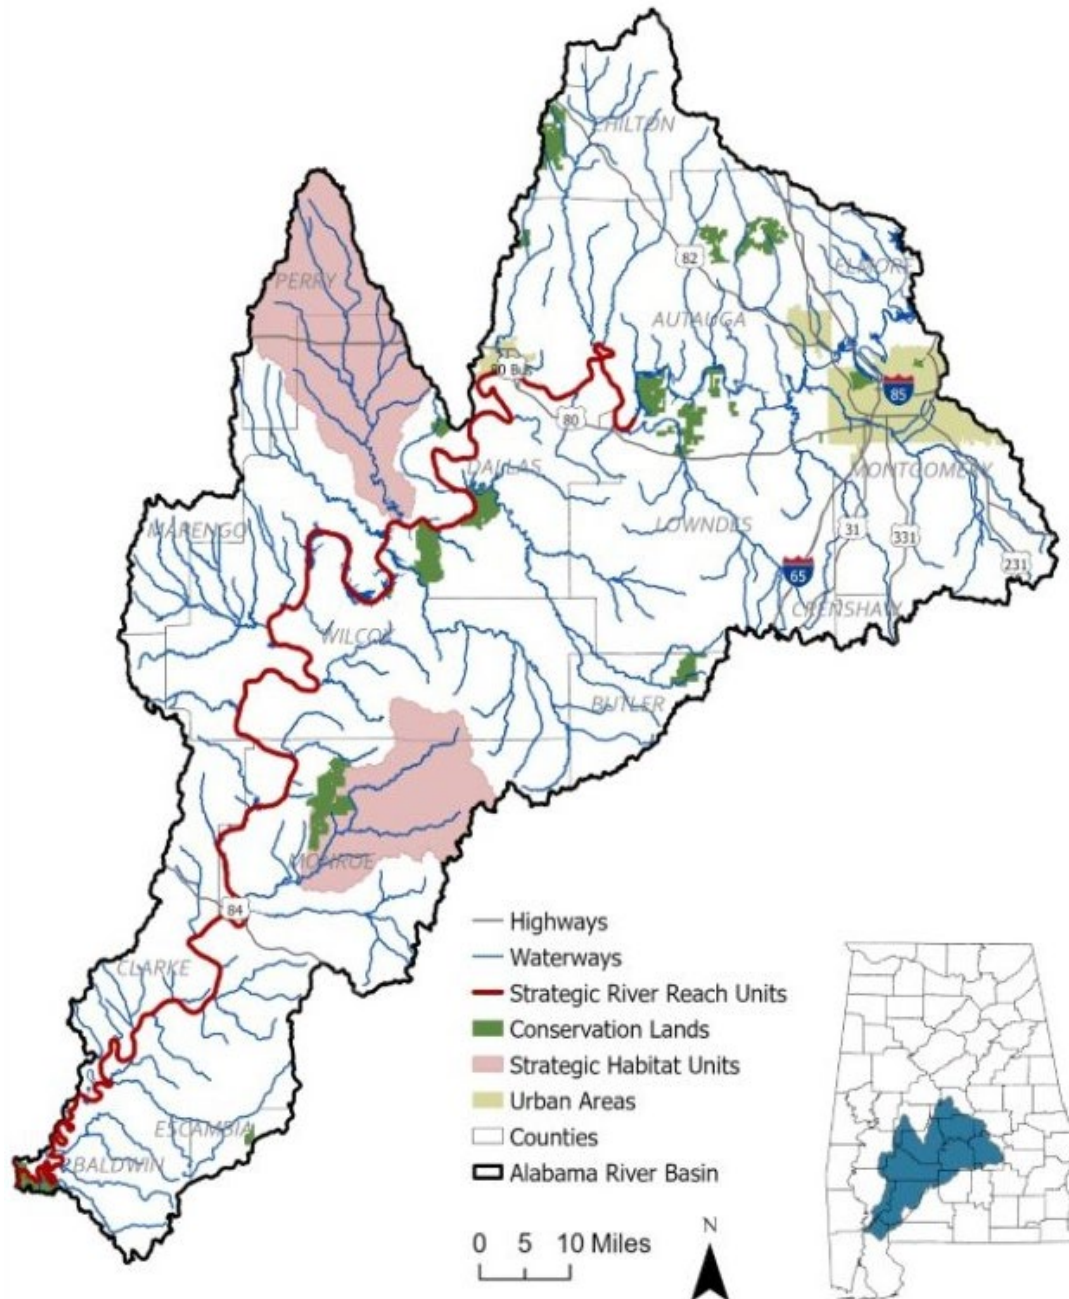 CHILTON
PERRY
82
ELMORE
AUTAUGA
80 Bus
85
80
DALLAS
MONTGOMERY
MARENGO
LOWNDES
31
331
231
65
CRENSHAW
WILCOX
BUTLER
MONROE
84
CLARKE
ESCAMBIA
BALDWIN
Highways
Waterways
Strategic River Reach Units
Conservation Lands
Strategic Habitat Units
Urban Areas
Counties
Alabama River Basin
0 5 10 Miles
N